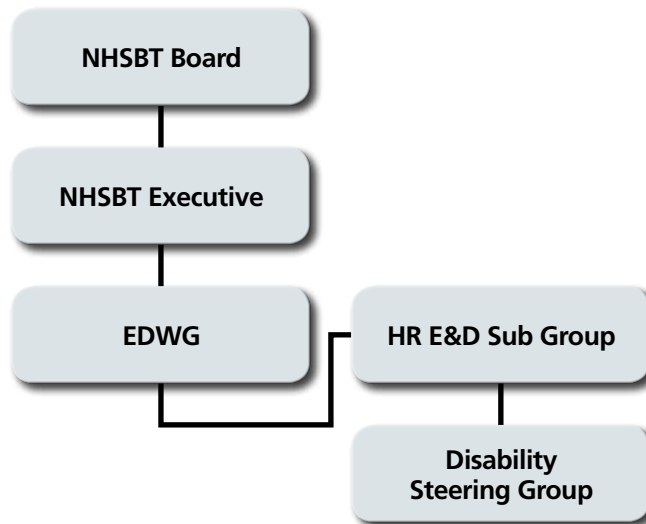 NHSBT Board
NHSBT Executive
EDWG
HR E&D Sub Group
Disability
Steering Group